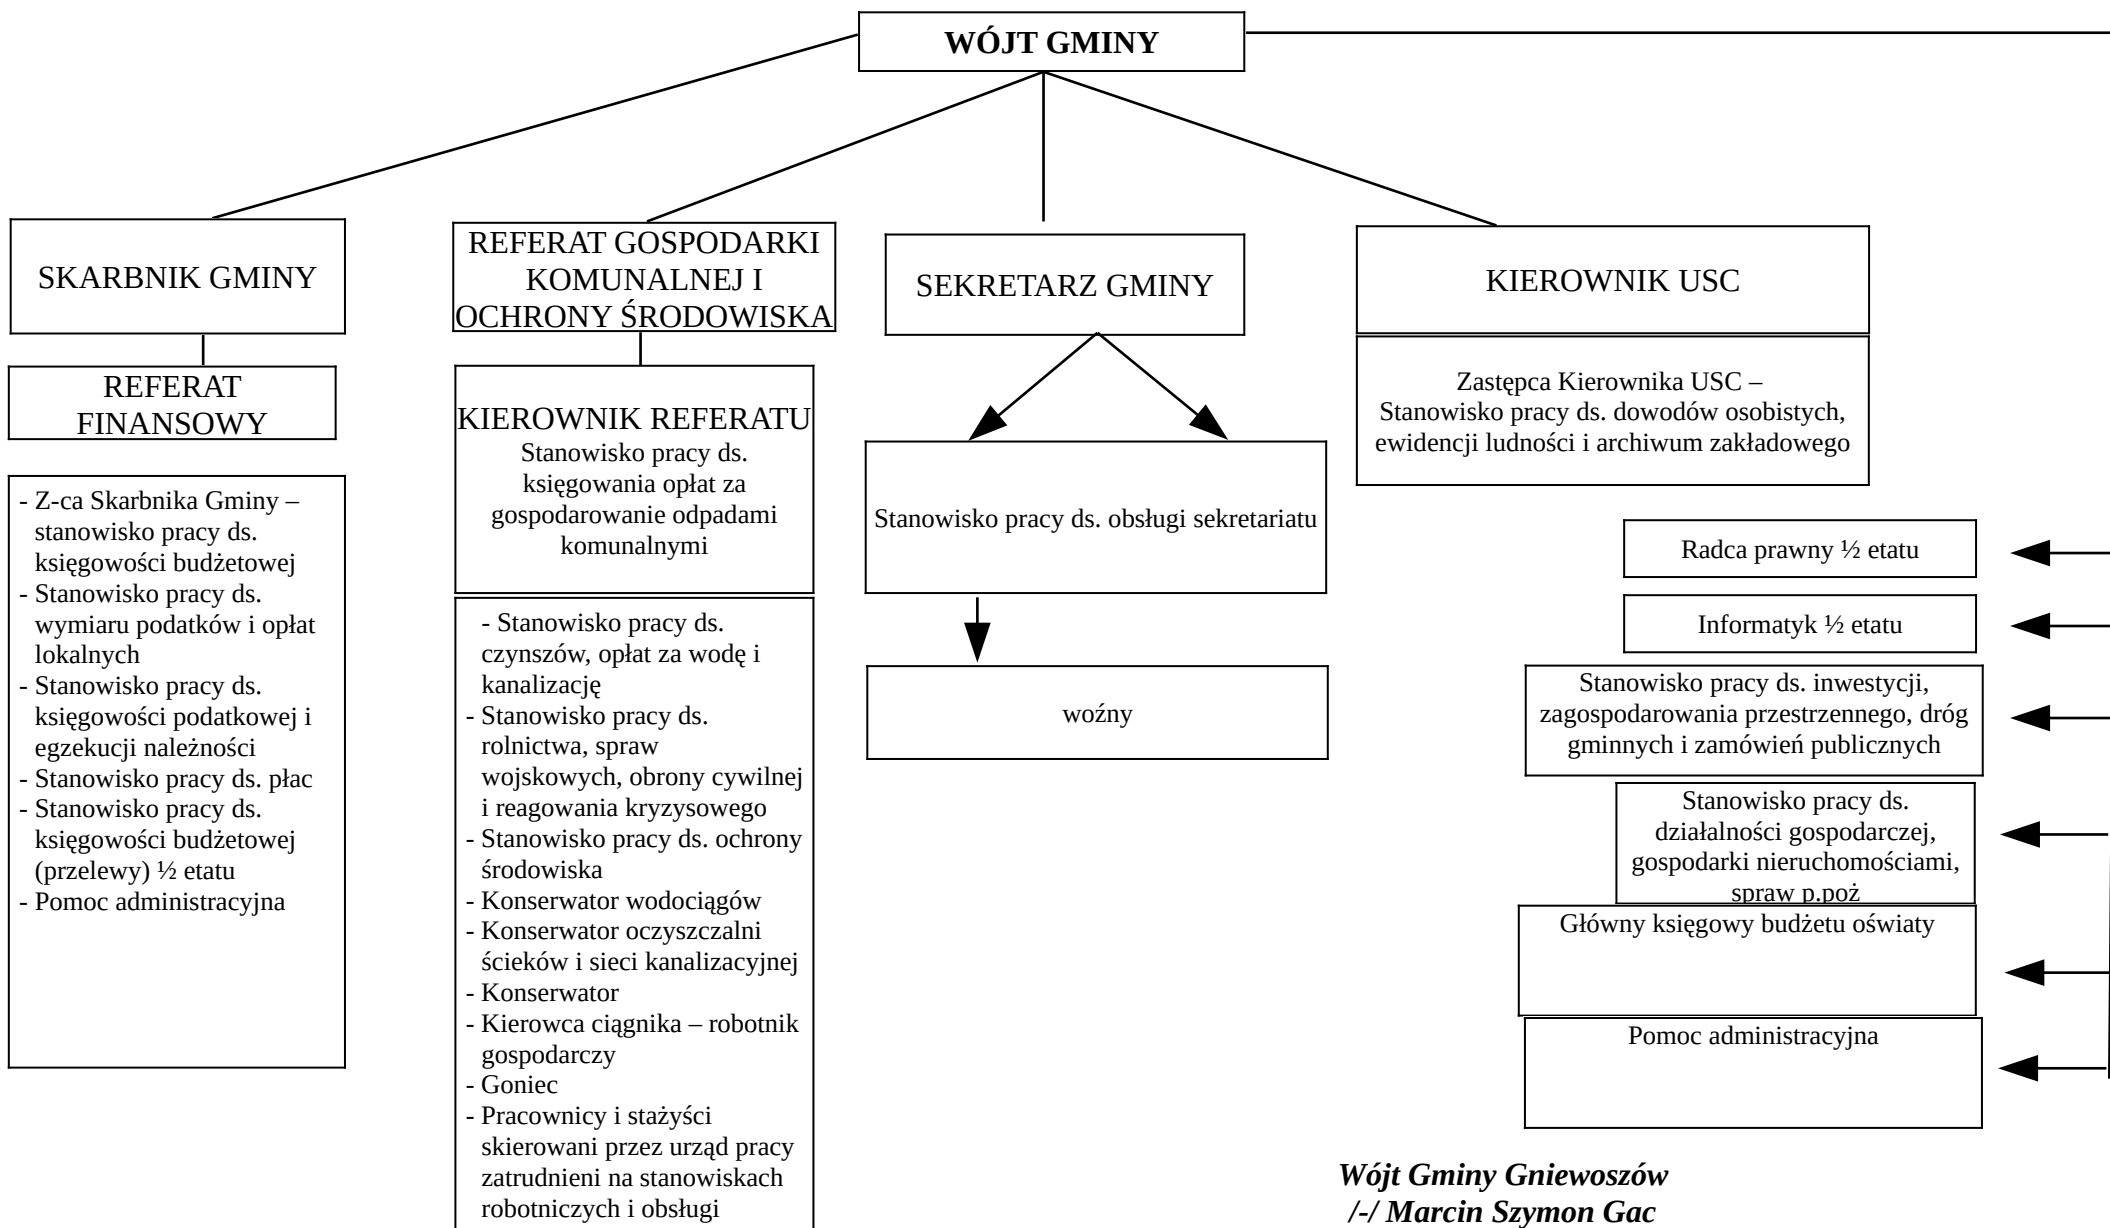 WÓJT GMINY
SKARBNIK GMINY
REFERAT
FINANSOWY
- Z-ca Skarbnika Gminy –
stanowisko pracy ds.
księgowości budżetowej
- Stanowisko pracy ds.
wymiaru podatków i opłat
lokalnych
- Stanowisko pracy ds.
księgowości podatkowej i
egzekucji należności
- Stanowisko pracy ds. płac
- Stanowisko pracy ds.
księgowości budżetowej
(przelewy) ½ etatu
- Pomoc administracyjna
REFERAT GOSPODARKI
KOMUNALNEJ I
OCHRONY ŚRODOWISKA
KIEROWNIK REFERATU
Stanowisko pracy ds.
księgowania opłat za
gospodarowanie odpadami
komunalnymi
- Stanowisko pracy ds.
czynszów, opłat za wodę i
kanalizację
- Stanowisko pracy ds.
rolnictwa, spraw
wojskowych, obrony cywilnej
i reagowania kryzysowego
- Stanowisko pracy ds. ochrony
środowiska
- Konserwator wodociągów
- Konserwator oczyszczalni
ścieków i sieci kanalizacyjnej
- Konserwator
- Kierowca ciągnika – robotnik
gospodarczy
- Goniec
- Pracownicy i stażyści
skierowani przez urząd pracy
zatrudnieni na stanowiskach
robotniczych i obsługi
SEKRETARZ GMINY
Stanowisko pracy ds. obsługi sekretariatu
woźny
KIEROWNIK USC
Zastępca Kierownika USC –
Stanowisko pracy ds. dowodów osobistych,
ewidencji ludności i archiwum zakładowego
Radca prawny ½ etatu
Informatyk ½ etatu
Stanowisko pracy ds. inwestycji,
zagospodarowania przestrzennego, dróg
gminnych i zamówień publicznych
Stanowisko pracy ds.
działalności gospodarczej,
gospodarki nieruchomościami,
spraw p.poż
Główny księgowy budżetu oświaty
Pomoc administracyjna
Wójt Gminy Gniewoszów
/-/ Marcin Szymon Gac